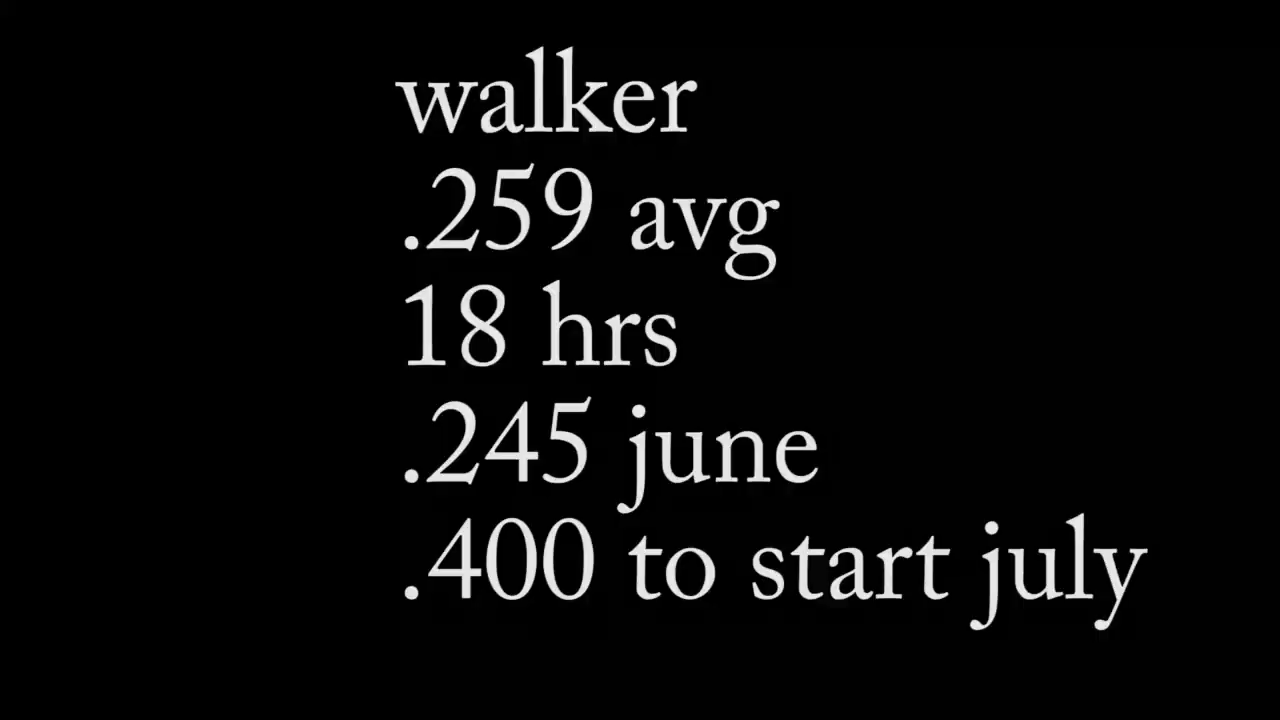 walker
.259 avg
18 hrs
.245 june
.400 to start july